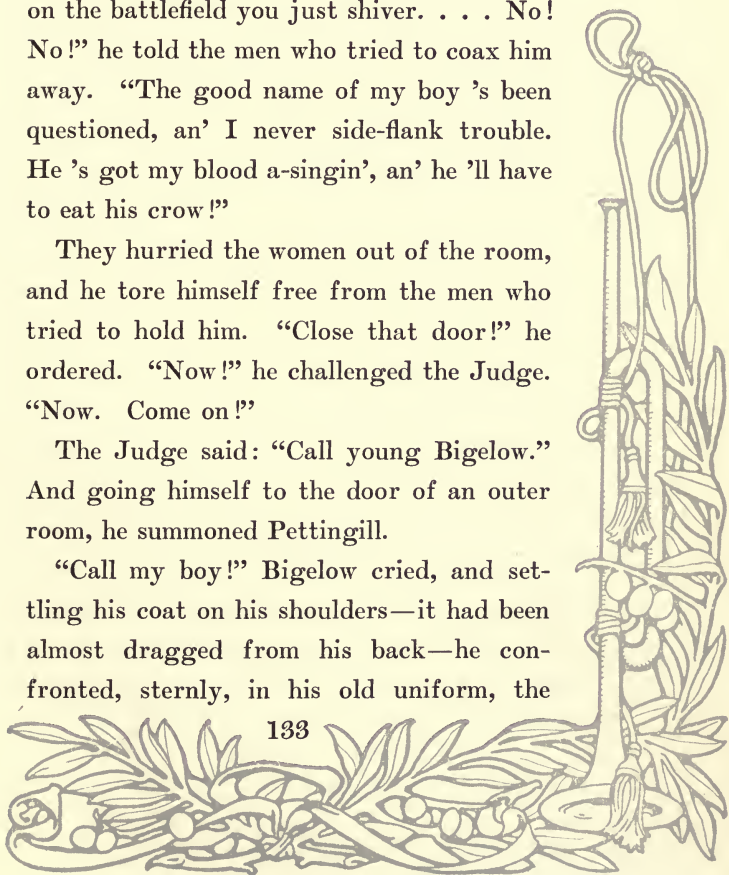 on the battlefield you just shiver. . . . No!
No!” he told the men who tried to coax him
away. “The good name of my boy ’s been
questioned, an’ I never side-flank trouble.
He ’s got my blood a-singin’, an’ he ’ll have
to eat his crow!”
They hurried the women out of the room,
and he tore himself free from the men who
tried to hold him. “Close that door!” he
ordered. “Now!” he challenged the Judge.
“Now. Come on!”
The Judge said: “Call young Bigelow.”
And going himself to the door of an outer
room, he summoned Pettingill.
“Call my boy!” Bigelow cried, and set-
tling his coat on his shoulders—it had been
almost dragged from his back—he con-
fronted, sternly, in his old uniform, the
133